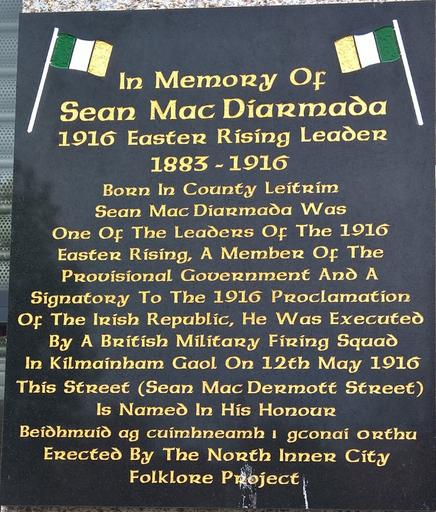 In Memory Of
Sean Mac Diarmada
1916 Easter Rising Leader
1883 - 1916
Born In County Leitrim
Sean Mac Diarmada Was
One Of The Leaders Of The 1916
Easter Rising, A Member Of The
Provisional Government And A
Signatory To The 1916 Proclamation
Of The Irish Republic, He Was Executed
By A British Military Firing Squad
In Kilmainham Gaol On 12th May 1916
This Street (Sean Mac Dermott Street)
Is Named In His Honour
Beidhmuid ag cuimhneamh i gconai orthu
Erected By The North Inner City
Folklore Project